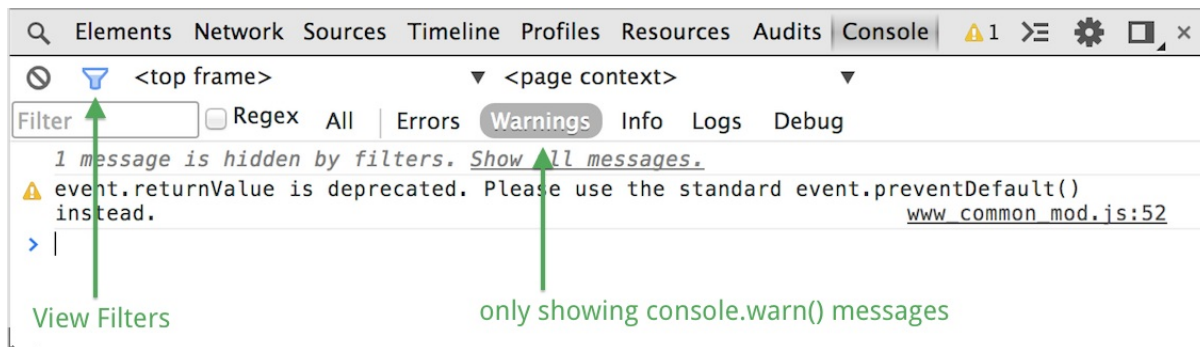 Elements Network Sources Timeline Profiles Resources Audits Console 1
<top frame> <page context>
Filter Regex All Errors Warnings Info Logs Debug
1 message is hidden by filters. Show all messages.
event.returnValue is deprecated. Please use the standard event.preventDefault()
instead. www_common_mod.js:52
>
View Filters only showing console.warn() messages